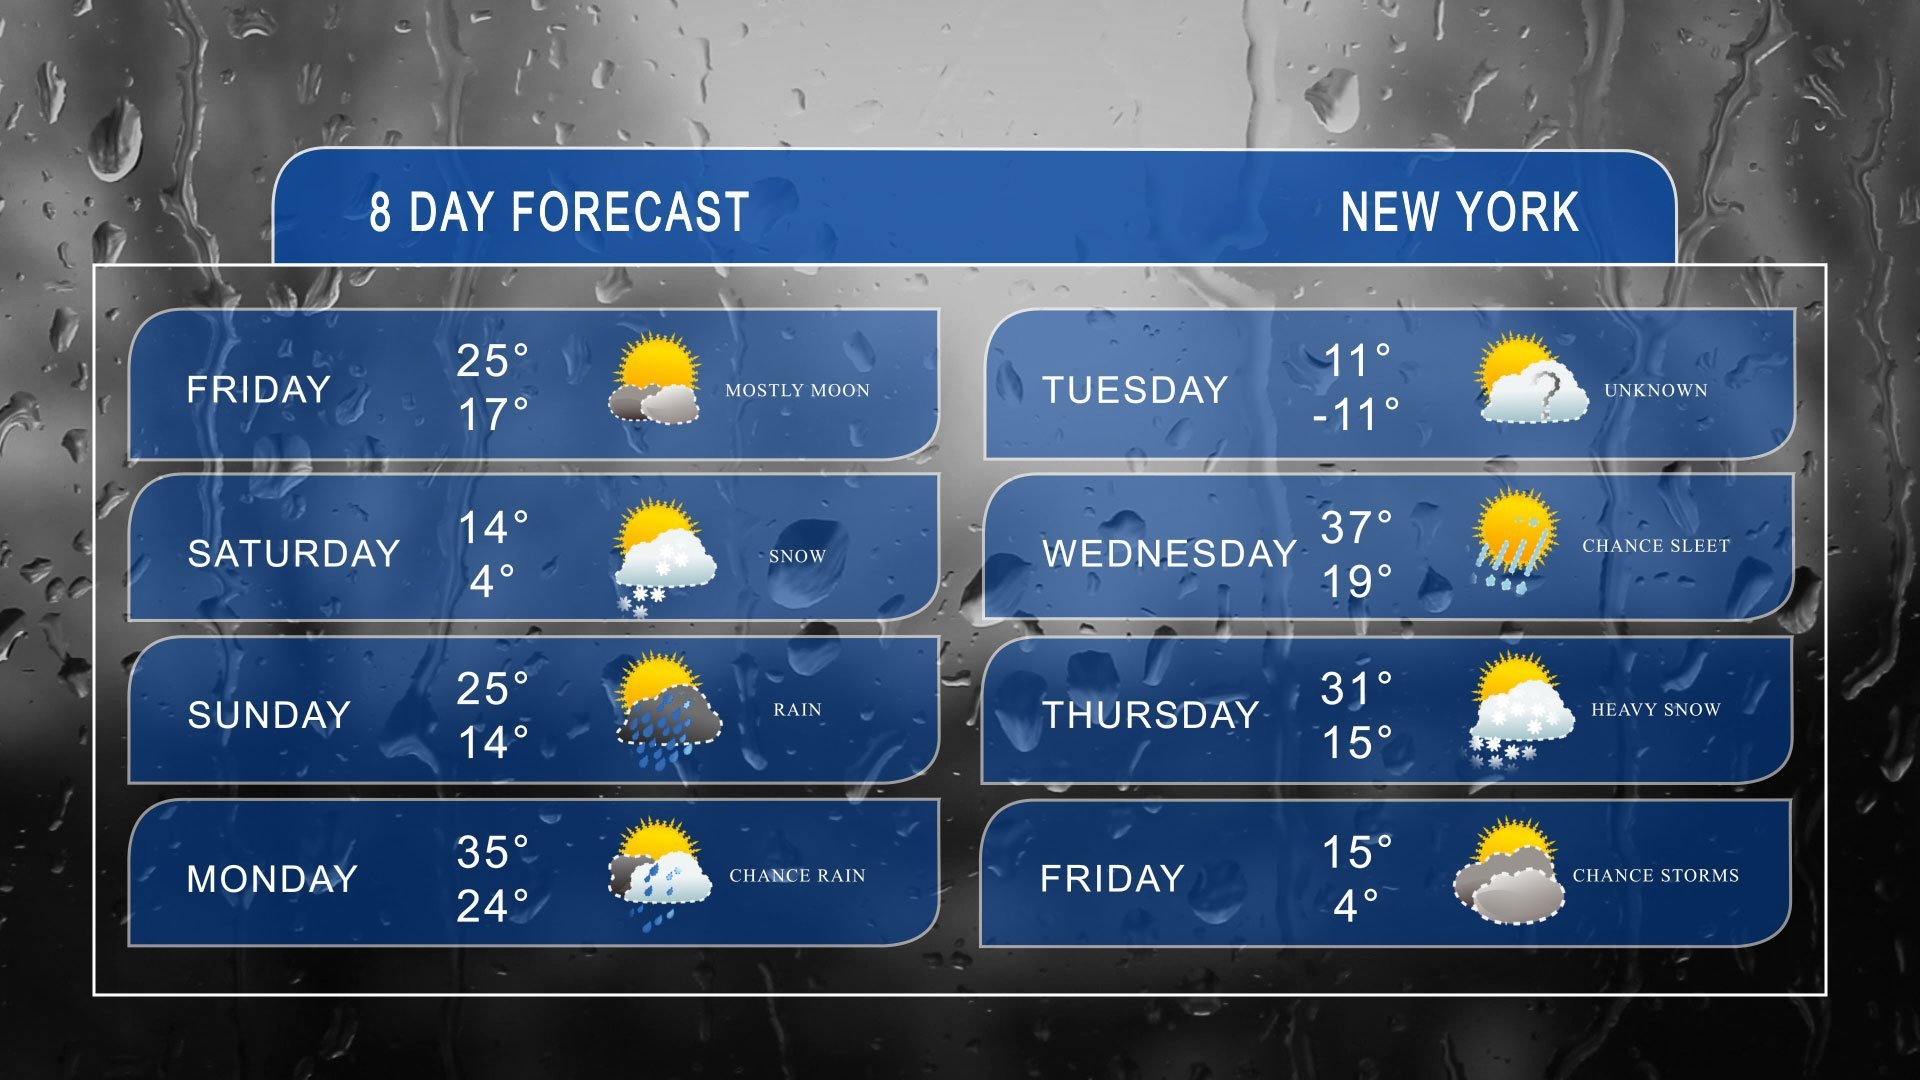 8 DAY FORECAST
NEW YORK
FRIDAY
25°
17°
MOSTLY MOON
SATURDAY
14°
4°
SNOW
SUNDAY
25°
14°
RAIN
MONDAY
35°
24°
CHANCE RAIN
TUESDAY
11°
-11°
?
UNKNOWN
WEDNESDAY
37°
19°
CHANCE SLEET
THURSDAY
31°
15°
HEAVY SNOW
FRIDAY
15°
4°
CHANCE STORMS